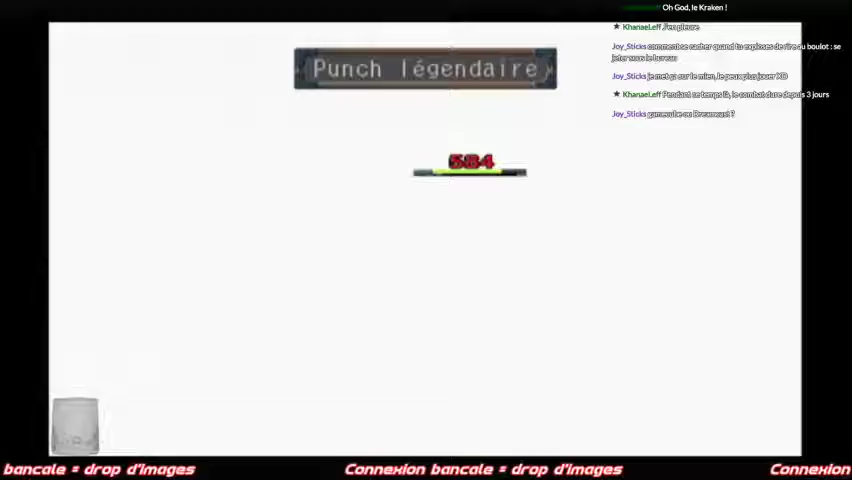 Oh God, le Kraken !
★ KhanaeLeff J'en pleure
Punch légendaire
Joy_Sticks comment se cacher quand tu exploses de rire au boulot : se
jeter sous le bureau
Joy_Sticks je met ça sur le mien, je peux plus jouer XD
★ KhanaeLeff Pendant ce temps là, le combat dure depuis 3 jours
Joy_Sticks gamecube ou Dreamcast ?
584
bancale = drop d'images Connexion bancale = drop d'images Connexion